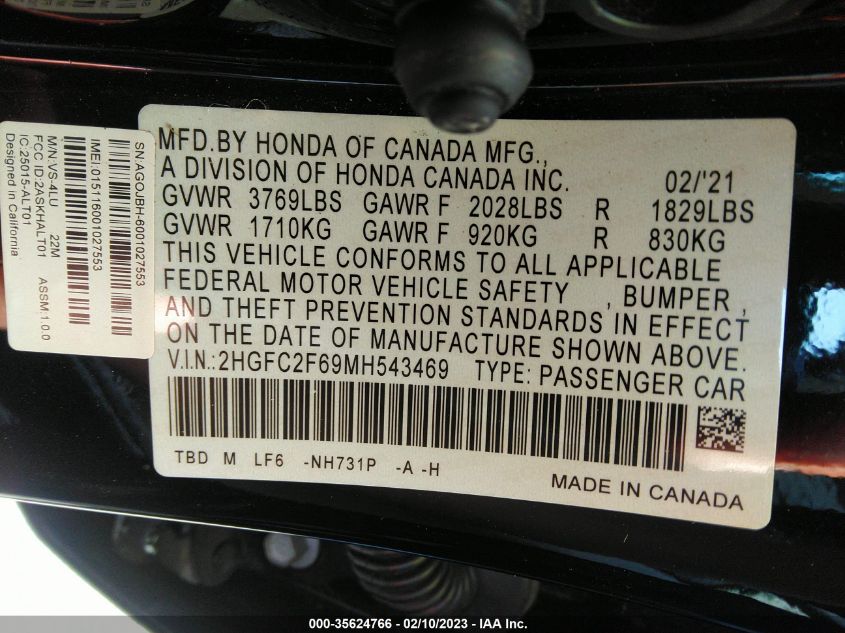 MFD.BY HONDA OF CANADA MFG.,
A DIVISION OF HONDA CANADA INC. 02/'21
GVWR 3769LBS GAWR F 2028LBS R 1829LBS
GVWR 1710KG GAWR F 920KG R 830KG
THIS VEHICLE CONFORMS TO ALL APPLICABLE
FEDERAL MOTOR VEHICLE SAFETY , BUMPER ,
AND THEFT PREVENTION STANDARDS IN EFFECT
ON THE DATE OF MANUFACTURE SHOWN ABOVE.
V.I.N.:2HGFC2F69MH543469 TYPE: PASSENGER CAR
TBD M LF6 -NH731P -A -H
MADE IN CANADA
SN:AGOJBH-6001027553
IMEI:015116001027553
M/N:VS-4LU 22M
FCC ID:2ASKHALT01 ASSM:1.0.0
IC:25015-ALT01
Designed in California
000-35624766 - 02/10/2023 - IAA Inc.